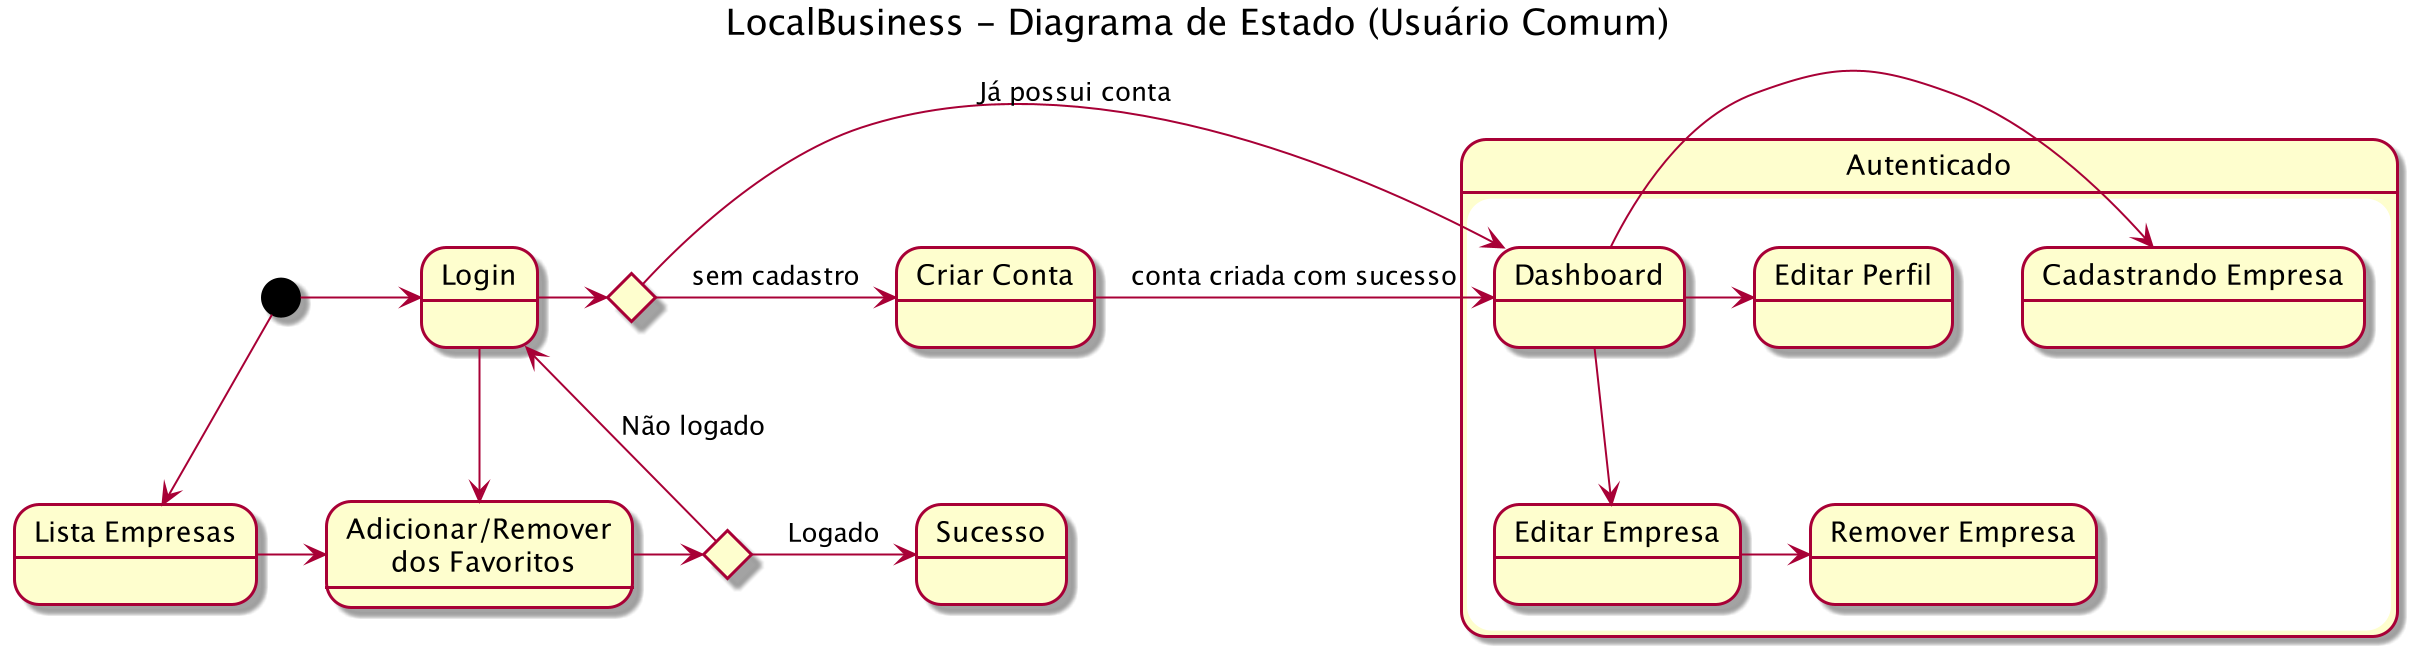 LocalBusiness - Diagrama de Estado (Usuário Comum)
Já possui conta
Autenticado
Login
sem cadastro
Criar Conta
conta criada com sucesso
Dashboard
Editar Perfil
Cadastrando Empresa
Não logado
Lista Empresas
Adicionar/Remover
dos Favoritos
Logado
Sucesso
Editar Empresa
Remover Empresa